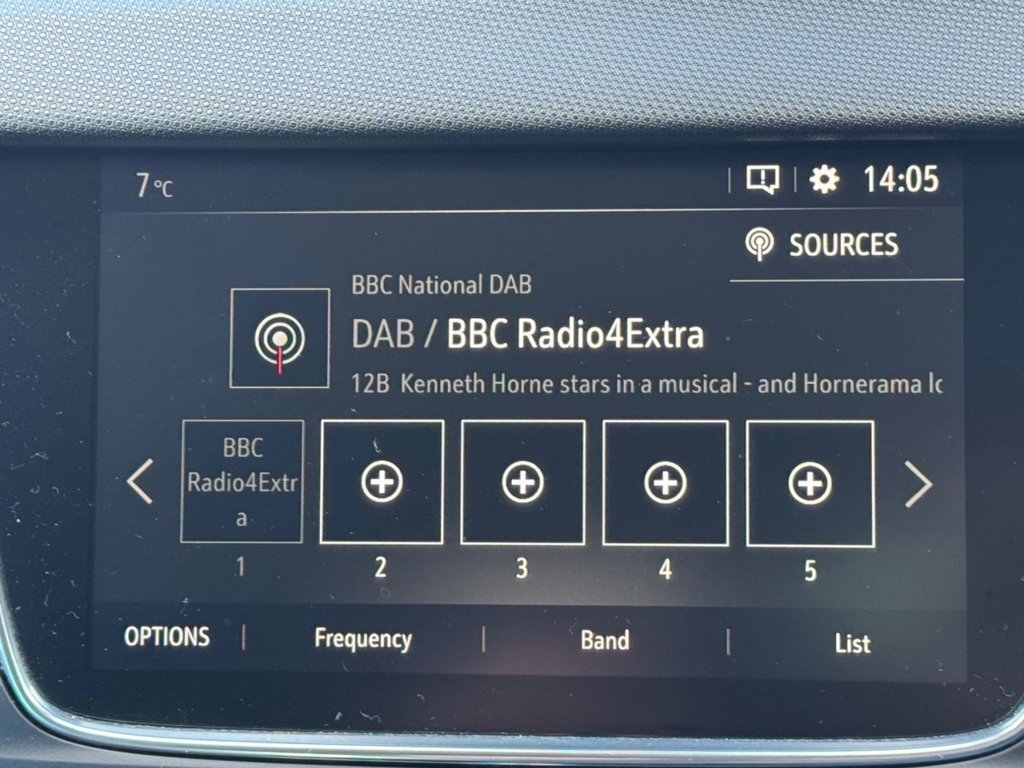 7 °C
14:05
SOURCES
BBC National DAB
DAB / BBC Radio4Extra
12B Kenneth Horne stars in a musical - and Hornerama lc
BBC
Radio4Extr
a
1 2 3 4 5
OPTIONS Frequency Band List